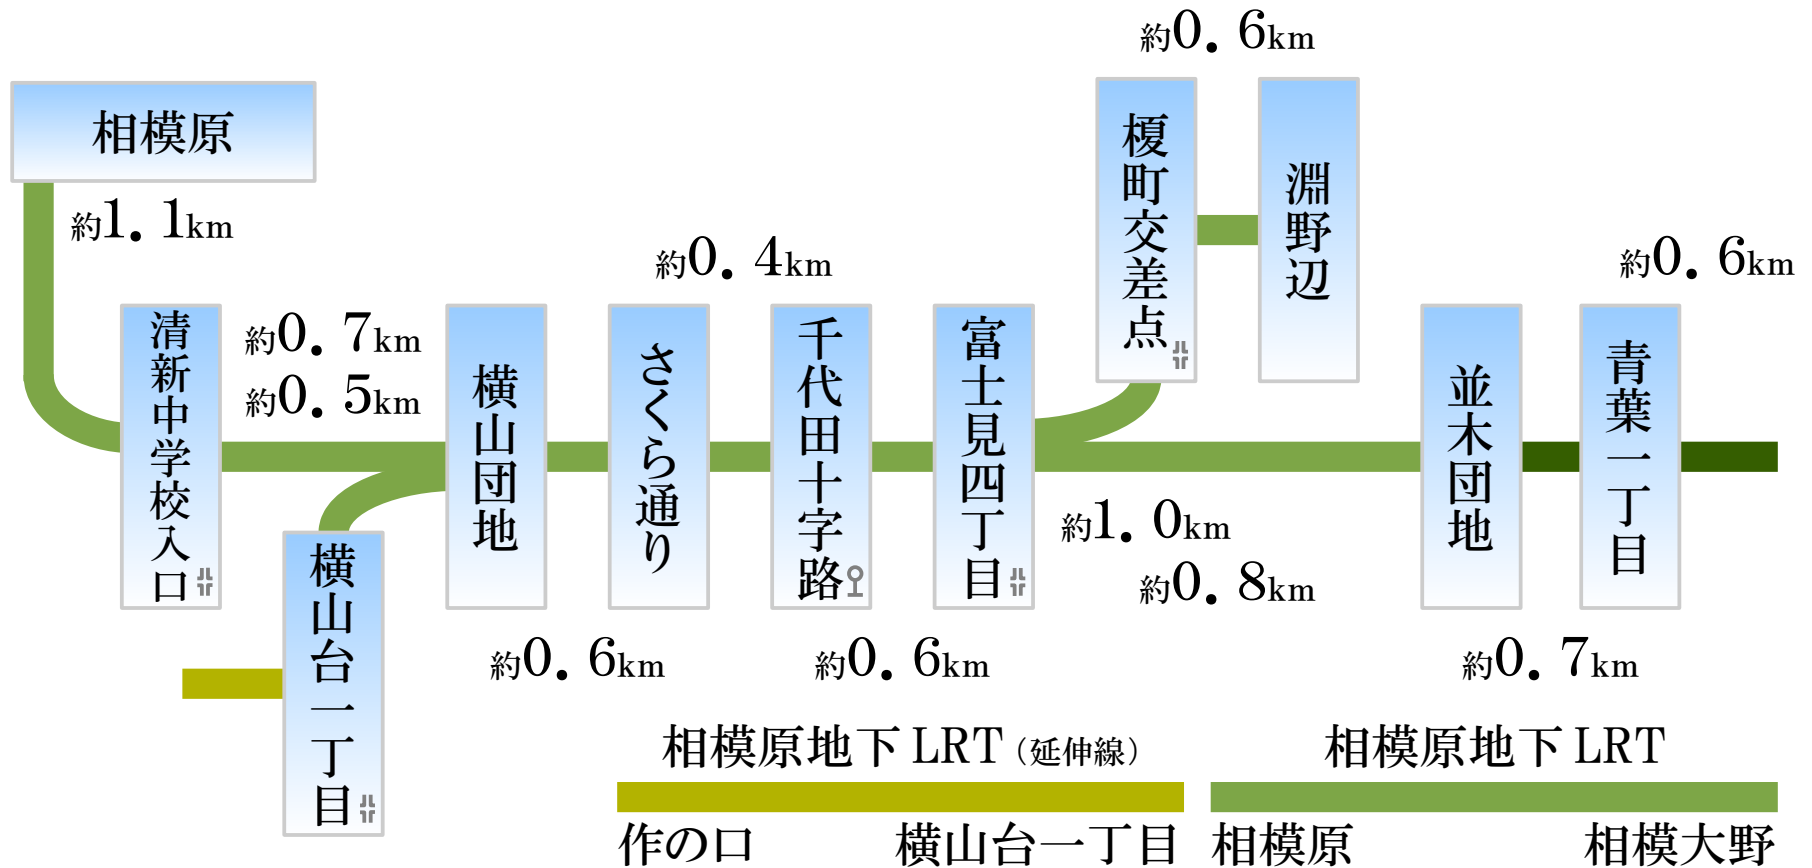 約0.6km
相模原
榎町交差点
淵野辺
約1.1km
約0.4km
約0.6km
清新中学校入口
約0.7km
約0.5km
横山団地
さくら通り
千代田十字路
富士見四丁目
並木団地
青葉一丁目
約1.0km
約0.8km
横山台一丁目
約0.6km
約0.6km
約0.7km
相模原地下LRT（延伸線）
相模原地下LRT
作の口
横山台一丁目
相模原
相模大野